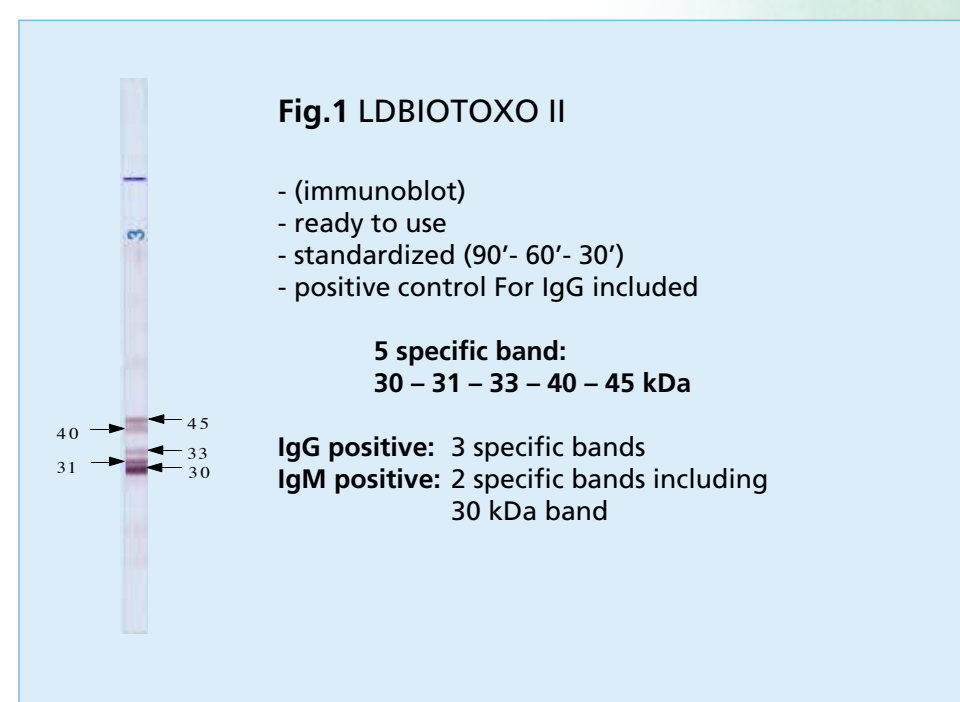 Fig.1 LDBIOTOXO II
- (immunoblot)
- ready to use
- standardized (90’- 60’- 30’)
- positive control For IgG included
5 specific band:
30 – 31 – 33 – 40 – 45 kDa
IgG positive: 3 specific bands
IgM positive: 2 specific bands including
30 kDa band
3
45
40
33
31
30